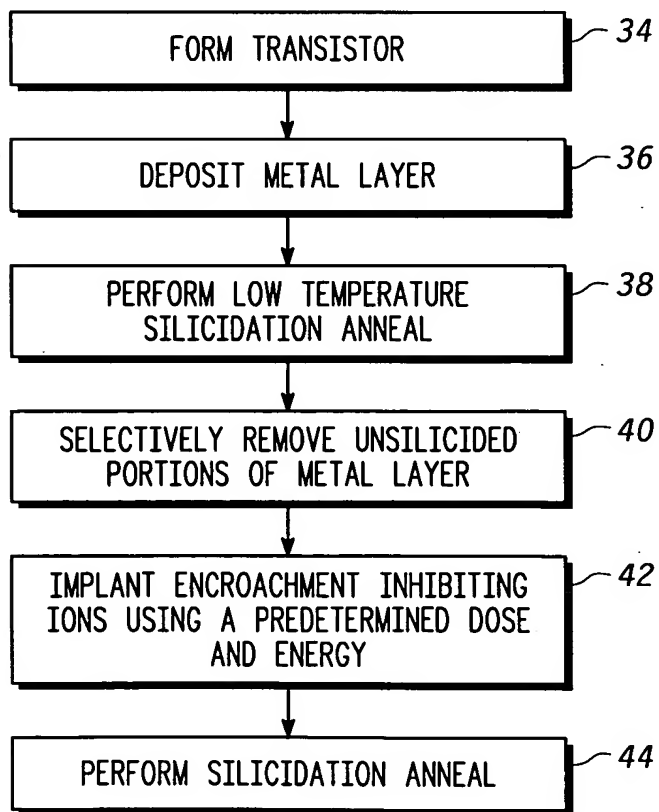 FORM TRANSISTOR
34
DEPOSIT METAL LAYER
36
PERFORM LOW TEMPERATURE
SILICIDATION ANNEAL
38
SELECTIVELY REMOVE UNSILICIDED
PORTIONS OF METAL LAYER
40
IMPLANT ENCROACHMENT INHIBITING
IONS USING A PREDETERMINED DOSE
AND ENERGY
42
PERFORM SILICIDATION ANNEAL
44